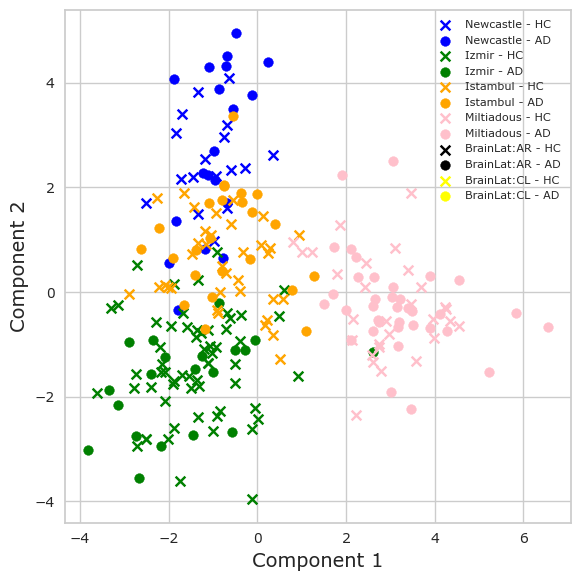 Newcastle - HC
Newcastle - AD
Izmir - HC
Izmir - AD
Istambul - HC
Istambul - AD
Miltiadous - HC
Miltiadous - AD
BrainLat:AR - HC
BrainLat:AR - AD
BrainLat:CL - HC
BrainLat:CL - AD
4
2
0
−2
−4
Component 2
−4 −2 0 2 4 6
Component 1